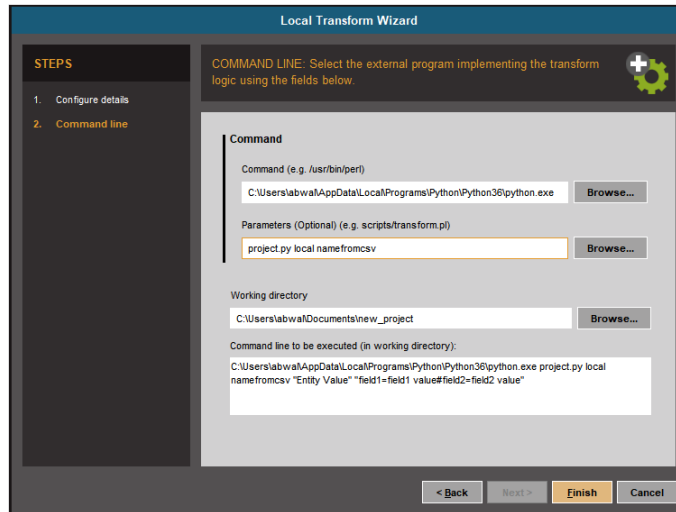 Local Transform Wizard
STEPS
1. Configure details
2. Command line
COMMAND LINE: Select the external program implementing the transform
logic using the fields below.
Command
Command (e.g. /usr/bin/perl)
C:\Users\abwal\AppData\Local\Programs\Python\Python36\python.exe
Browse...
Parameters (Optional) (e.g. scripts/transform.pl)
project.py local namefromcsv
Browse...
Working directory
C:\Users\abwal\Documents\new_project
Browse...
Command line to be executed (in working directory):
C:\Users\abwal\AppData\Local\Programs\Python\Python36\python.exe project.py local
namefromcsv "Entity Value" "field1=field1 value#field2=field2 value"
< Back
Next >
Finish
Cancel